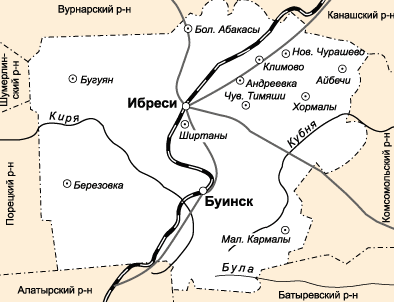 Вурнарский р-н
Канашский р-н
Бол. Абакасы
Шумерлин-
ский р-н
Нов. Чурашево
Климово
Айбечи
Бугуян
Андреевка
Чув. Тимяши
Хормалы
Ибреси
Киря
Ширтаны
Кубня
Порецкий р-н
Комсомольский р-н
Березовка
Буинск
Мал. Кармалы
Була
Алатырский р-н
Батыревский р-н